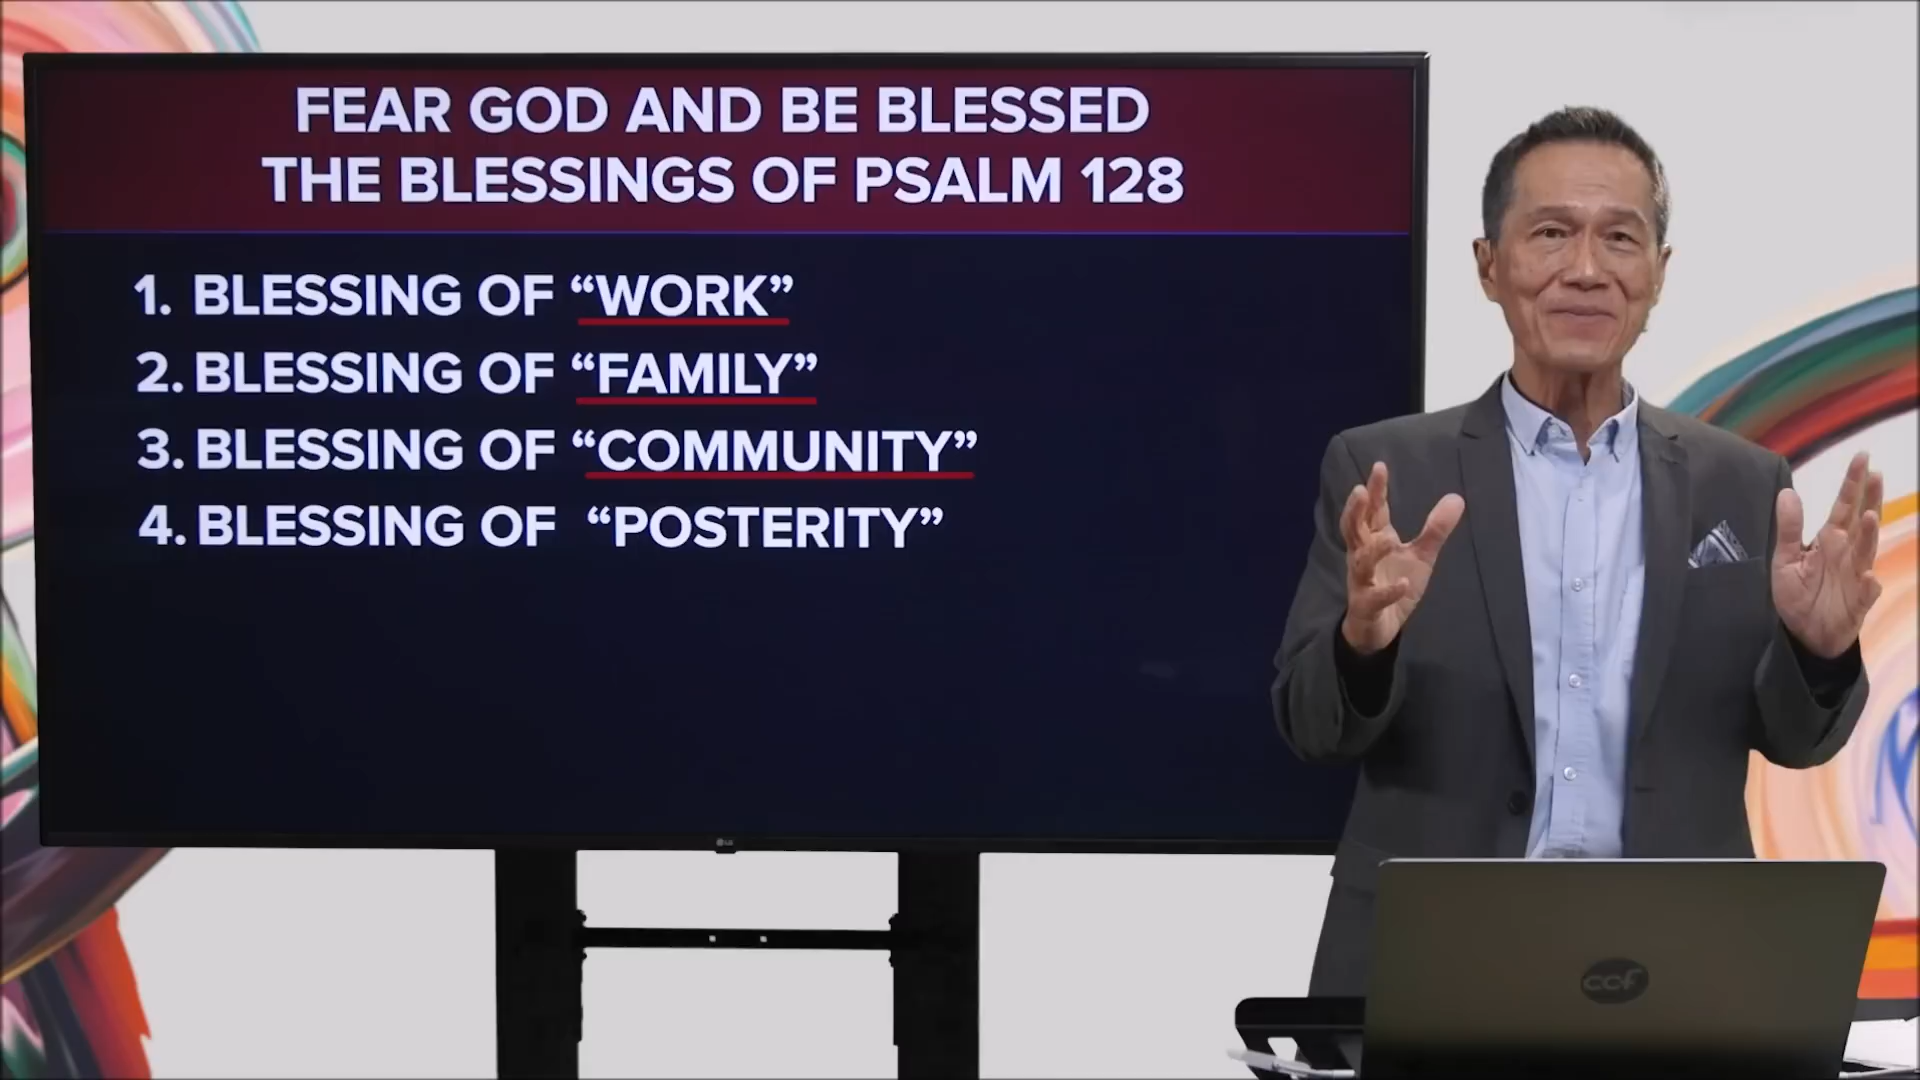 FEAR GOD AND BE BLESSED
THE BLESSINGS OF PSALM 128
1. BLESSING OF “WORK”
2. BLESSING OF “FAMILY”
3. BLESSING OF “COMMUNITY”
4. BLESSING OF “POSTERITY”
LG
ccf